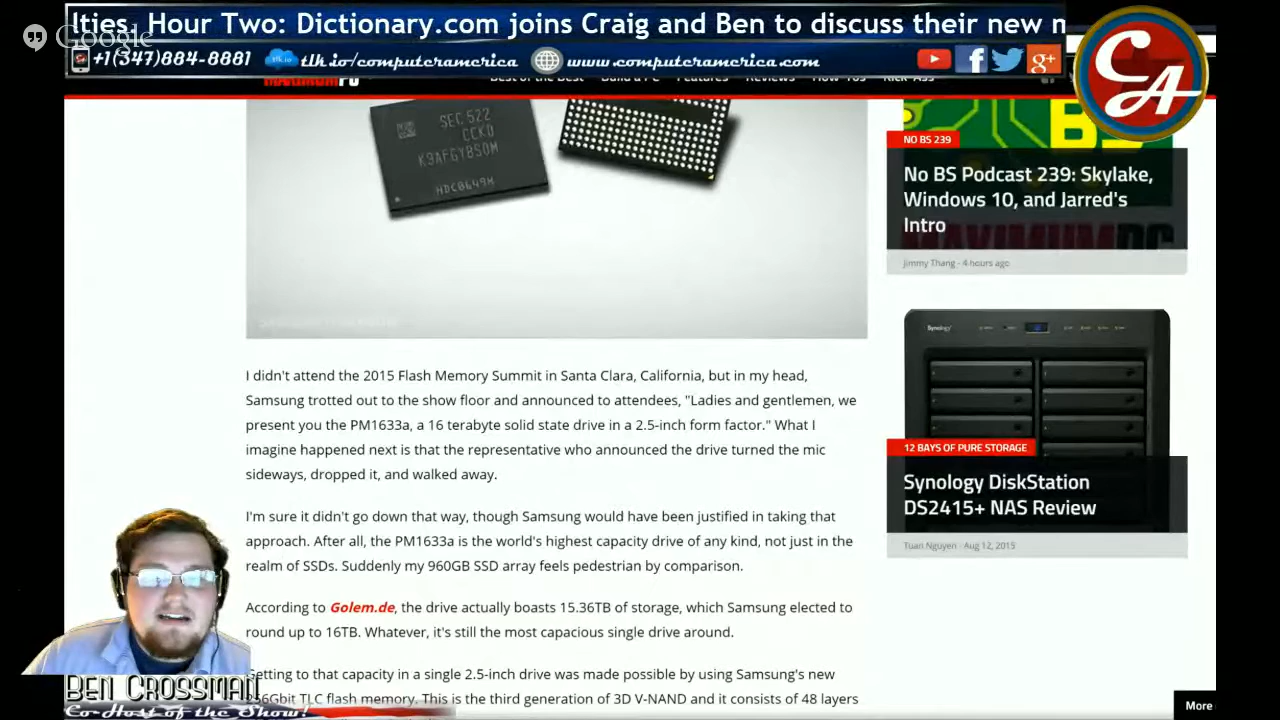 lties, Hour Two: Dictionary.com joins Craig and Ben to discuss their new m
Google
+1(347)884-8881 tlk.io/computeramerica www.computeramerica.com
CA
SEC 522
CCKO
K9AFGY8S0M
NO BS 239
No BS Podcast 239: Skylake,
Windows 10, and Jarred's
Intro
Jimmy Thang - 4 hours ago
Synology
12 BAYS OF PURE STORAGE
Synology DiskStation
DS2415+ NAS Review
Tuan Nguyen - Aug 12, 2015
I didn't attend the 2015 Flash Memory Summit in Santa Clara, California, but in my head,
Samsung trotted out to the show floor and announced to attendees, "Ladies and gentlemen, we
present you the PM1633a, a 16 terabyte solid state drive in a 2.5-inch form factor." What I
imagine happened next is that the representative who announced the drive turned the mic
sideways, dropped it, and walked away.
I'm sure it didn't go down that way, though Samsung would have been justified in taking that
approach. After all, the PM1633a is the world's highest capacity drive of any kind, not just in the
realm of SSDs. Suddenly my 960GB SSD array feels pedestrian by comparison.
According to Golem.de, the drive actually boasts 15.36TB of storage, which Samsung elected to
round up to 16TB. Whatever, it's still the most capacious single drive around.
Getting to that capacity in a single 2.5-inch drive was made possible by using Samsung's new
256Gbit TLC flash memory. This is the third generation of 3D V-NAND and it consists of 48 layers
More
Ben Crossman
Co-Host of the Show!